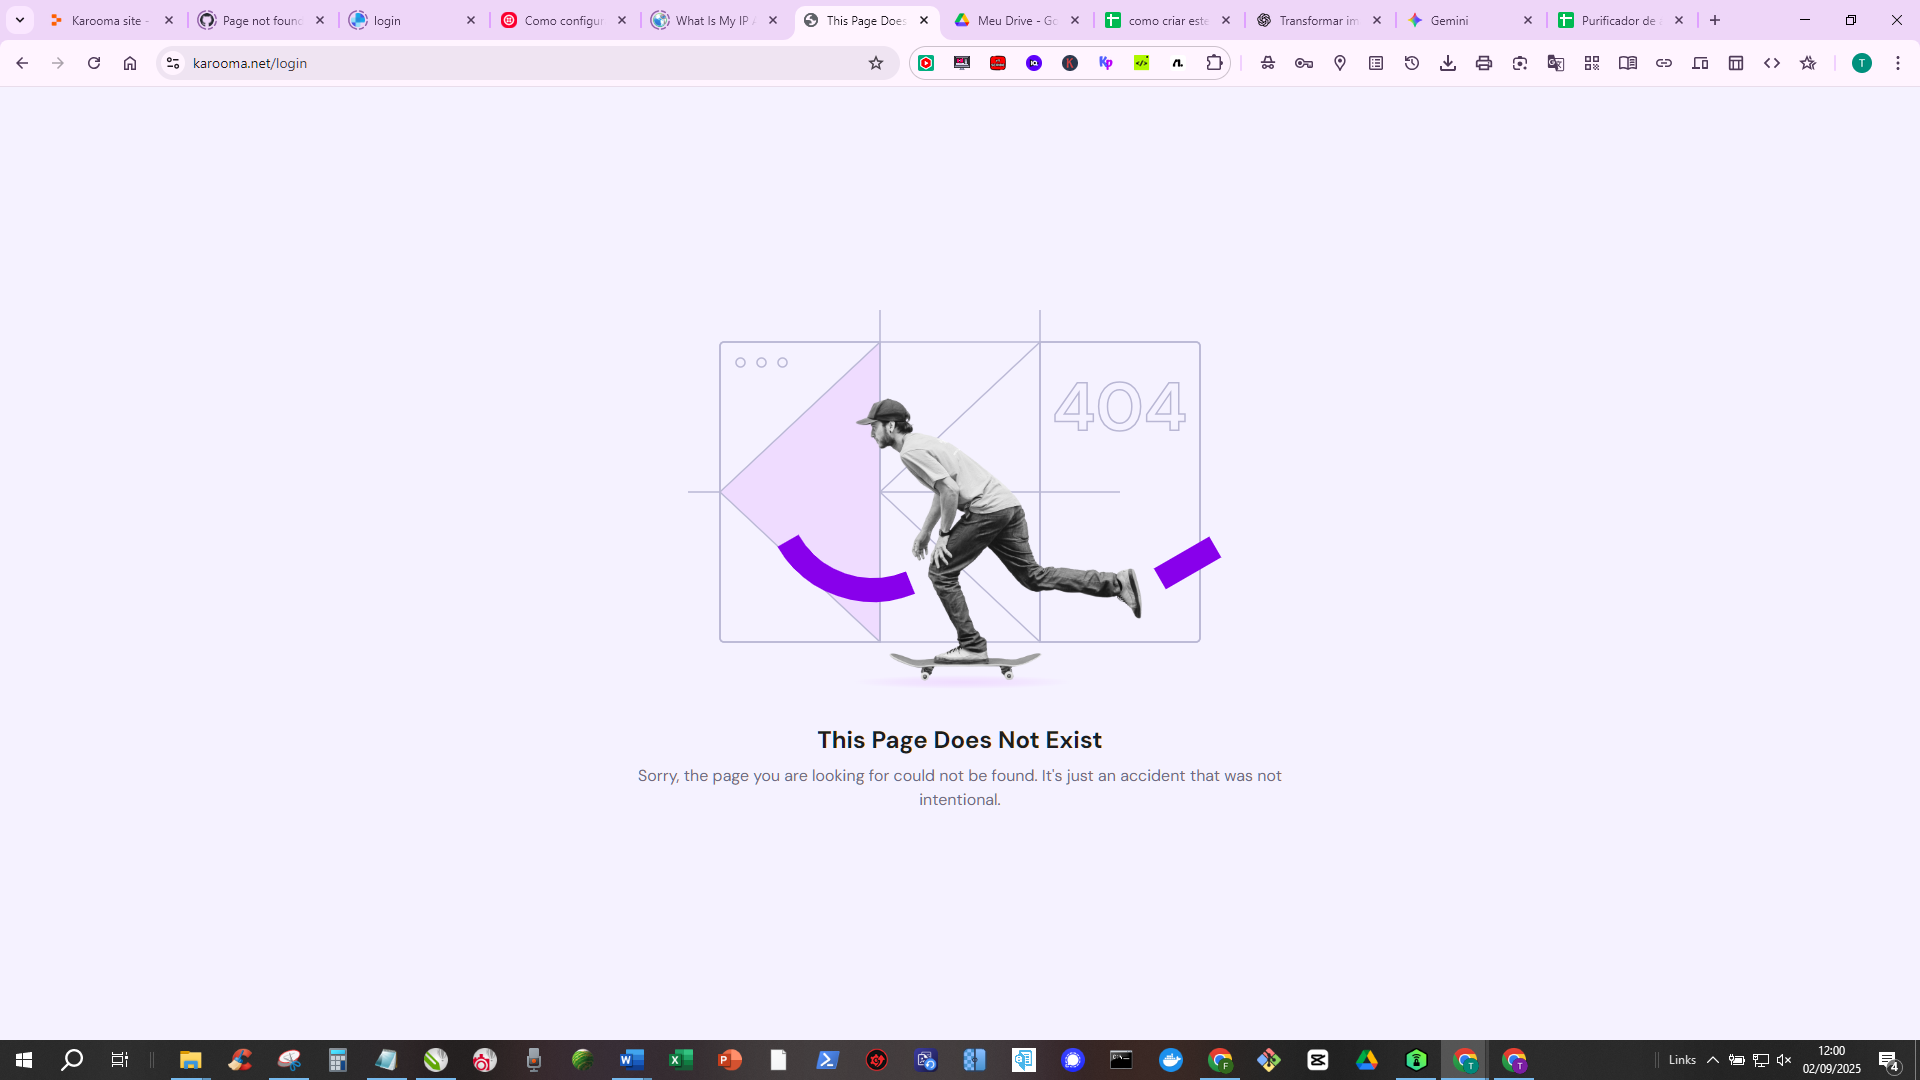 Karooma site -
Page not found
login
Como configur
What Is My IP A
This Page Does
Meu Drive - Go
como criar este
Transformar im
Gemini
Purificador de a
karooma.net/login
T
404
This Page Does Not Exist
Sorry, the page you are looking for could not be found. It's just an accident that was not
intentional.
Links
12:00
02/09/2025
4